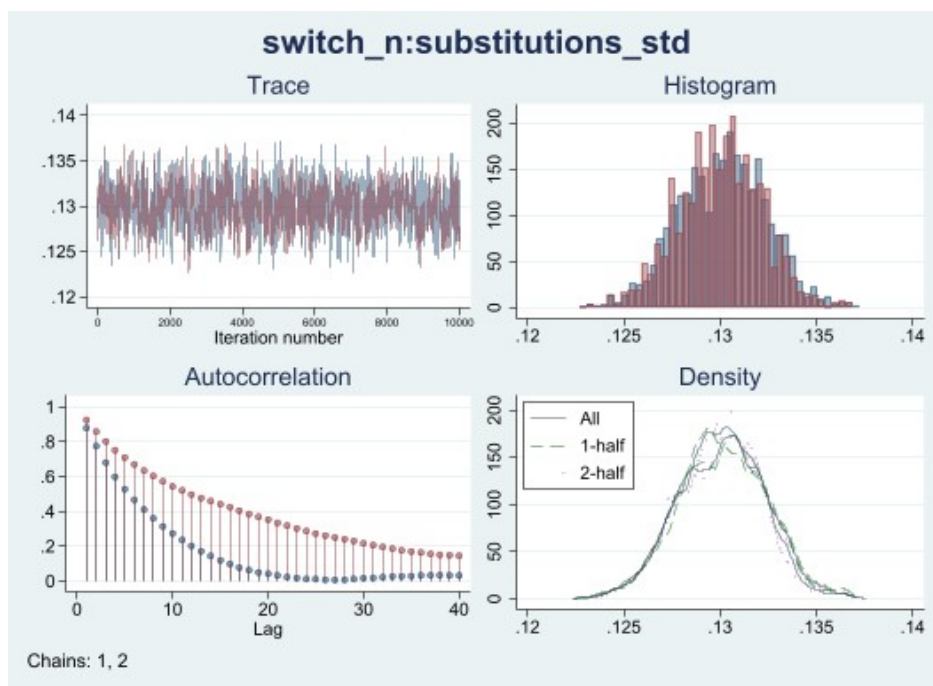 switch_n:substitutions_std
Trace
.14
.135
.13
.125
.12
0 2000 4000 6000 8000 10000
Iteration number
Histogram
200
150
100
50
0
.12 .125 .13 .135 .14
Autocorrelation
1
.8
.6
.4
.2
0
0 10 20 30 40
Lag
Density
200
150
100
50
0
All
1-half
2-half
.12 .125 .13 .135 .14
Chains: 1, 2